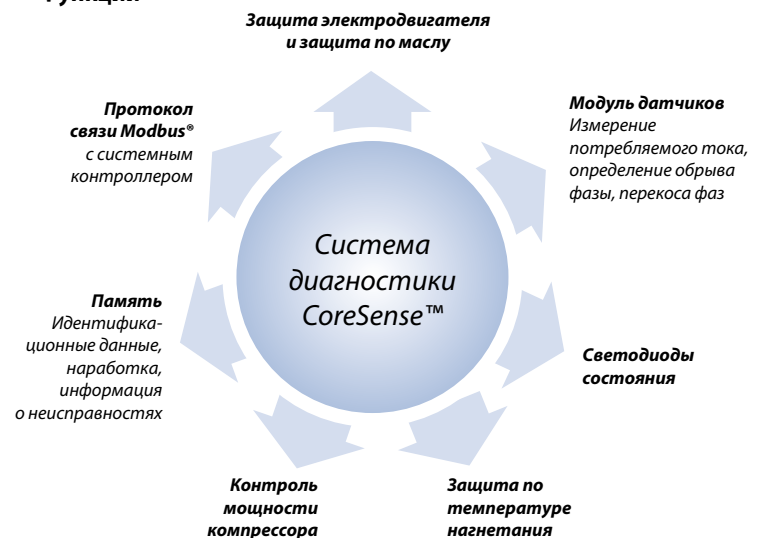 Функции
Защита электродвигателя
и защита по маслу
Протокол
связи Modbus®
с системным
контроллером
Модуль датчиков
Измерение
потребляемого тока,
определение обрыва
фазы, перекоса фаз
Система
диагностики
CoreSense™
Память
Идентифика-
ционные данные,
наработка,
информация
о неисправностях
Светодиоды
состояния
Контроль
мощности
компрессора
Защита по
температуре
нагнетания